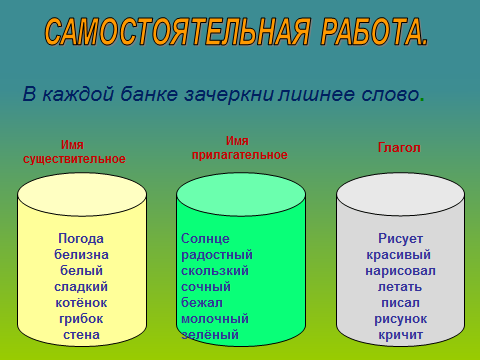 САМОСТОЯТЕЛЬНАЯ РАБОТА.
В каждой банке зачеркни лишнее слово.
Имя
существительное
Погода
белизна
белый
сладкий
котёнок
грибок
стена
Имя
прилагательное
Солнце
радостный
скользкий
сочный
бежал
молочный
зелёный
Глагол
Рисует
красивый
нарисовал
летать
писал
рисунок
кричит